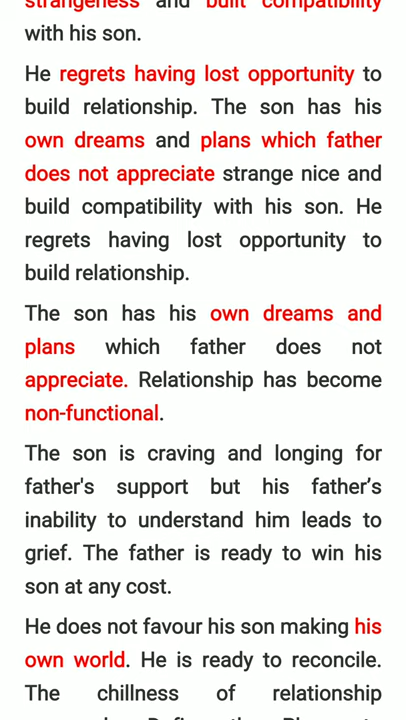 strangeness and built compatibility
with his son.
He regrets having lost opportunity to
build relationship. The son has his
own dreams and plans which father
does not appreciate strange nice and
build compatibility with his son. He
regrets having lost opportunity to
build relationship.
The son has his own dreams and
plans which father does not
appreciate. Relationship has become
non-functional.
The son is craving and longing for
father's support but his father’s
inability to understand him leads to
grief. The father is ready to win his
son at any cost.
He does not favour his son making his
own world. He is ready to reconcile.
The chillness of relationship